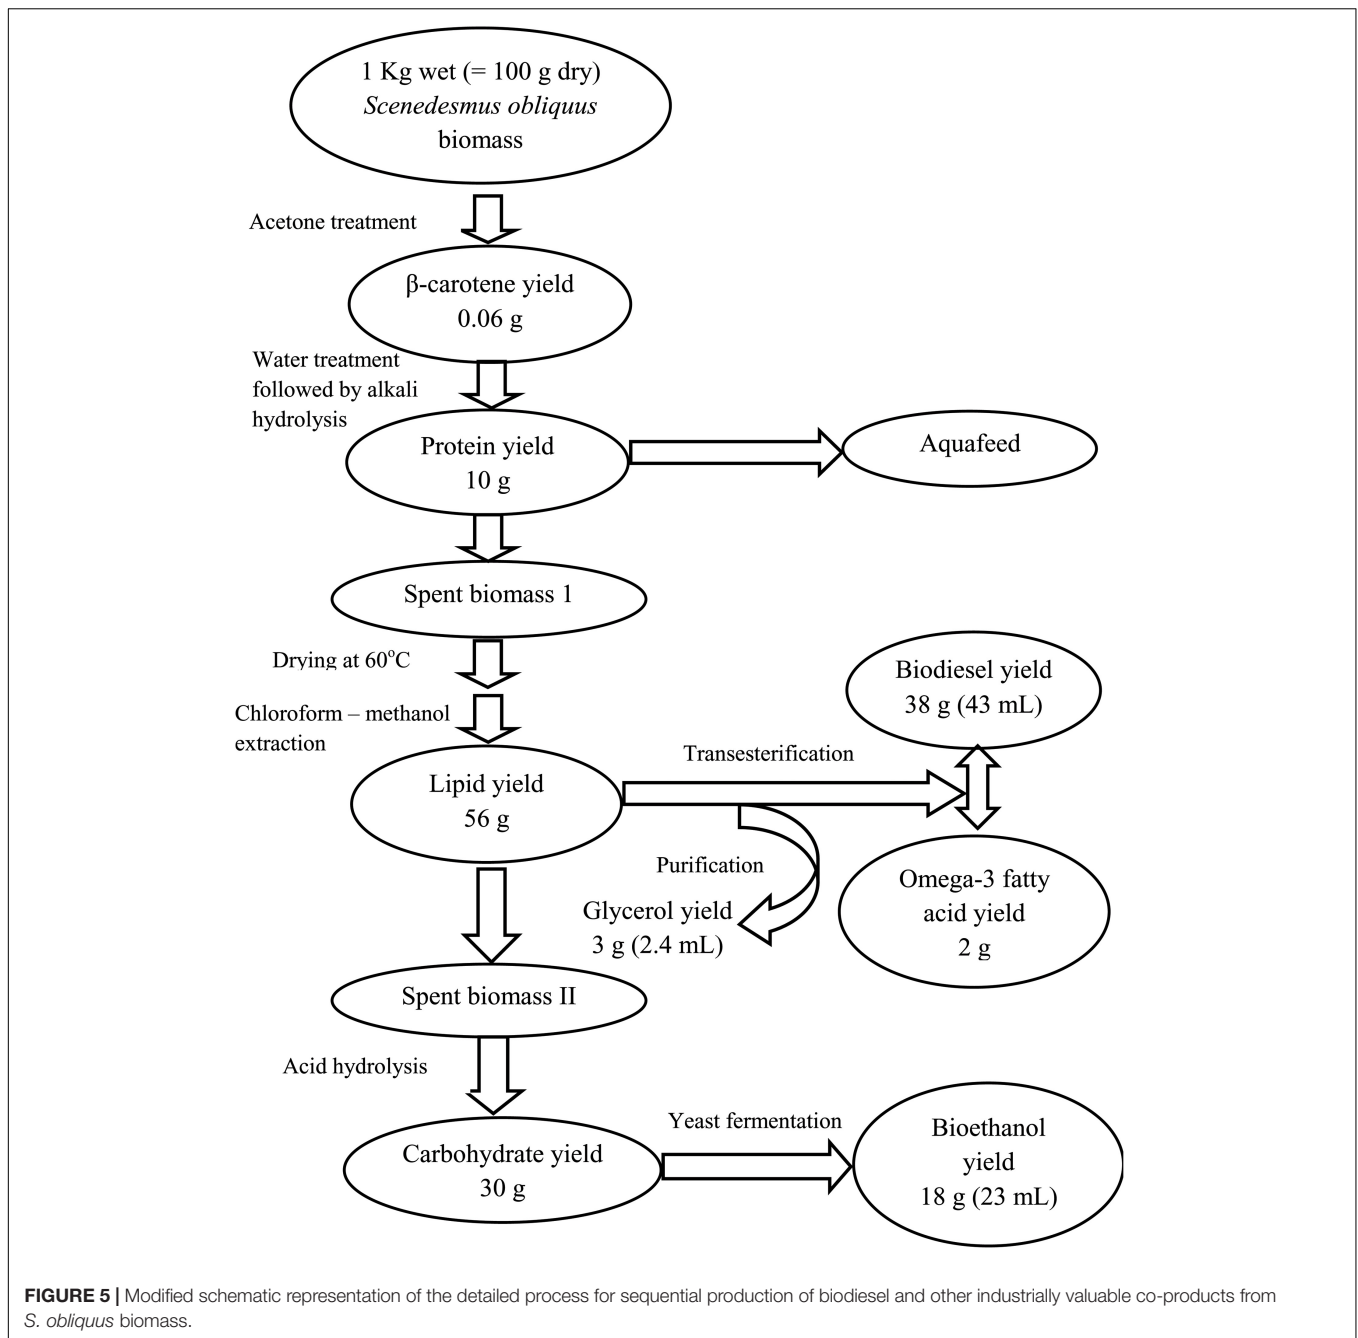 1 Kg wet (= 100 g dry)
Scenedesmus obliquus
biomass
Acetone treatment
β-carotene yield
0.06 g
Water treatment
followed by alkali
hydrolysis
Protein yield
10 g
Aquafeed
Spent biomass 1
Drying at 60°C
Biodiesel yield
38 g (43 mL)
Chloroform – methanol
extraction
Transesterification
Lipid yield
56 g
Purification
Glycerol yield
3 g (2.4 mL)
Omega-3 fatty
acid yield
2 g
Spent biomass II
Acid hydrolysis
Carbohydrate yield
30 g
Yeast fermentation
Bioethanol
yield
18 g (23 mL)
FIGURE 5 | Modified schematic representation of the detailed process for sequential production of biodiesel and other industrially valuable co-products from
S. obliquus biomass.